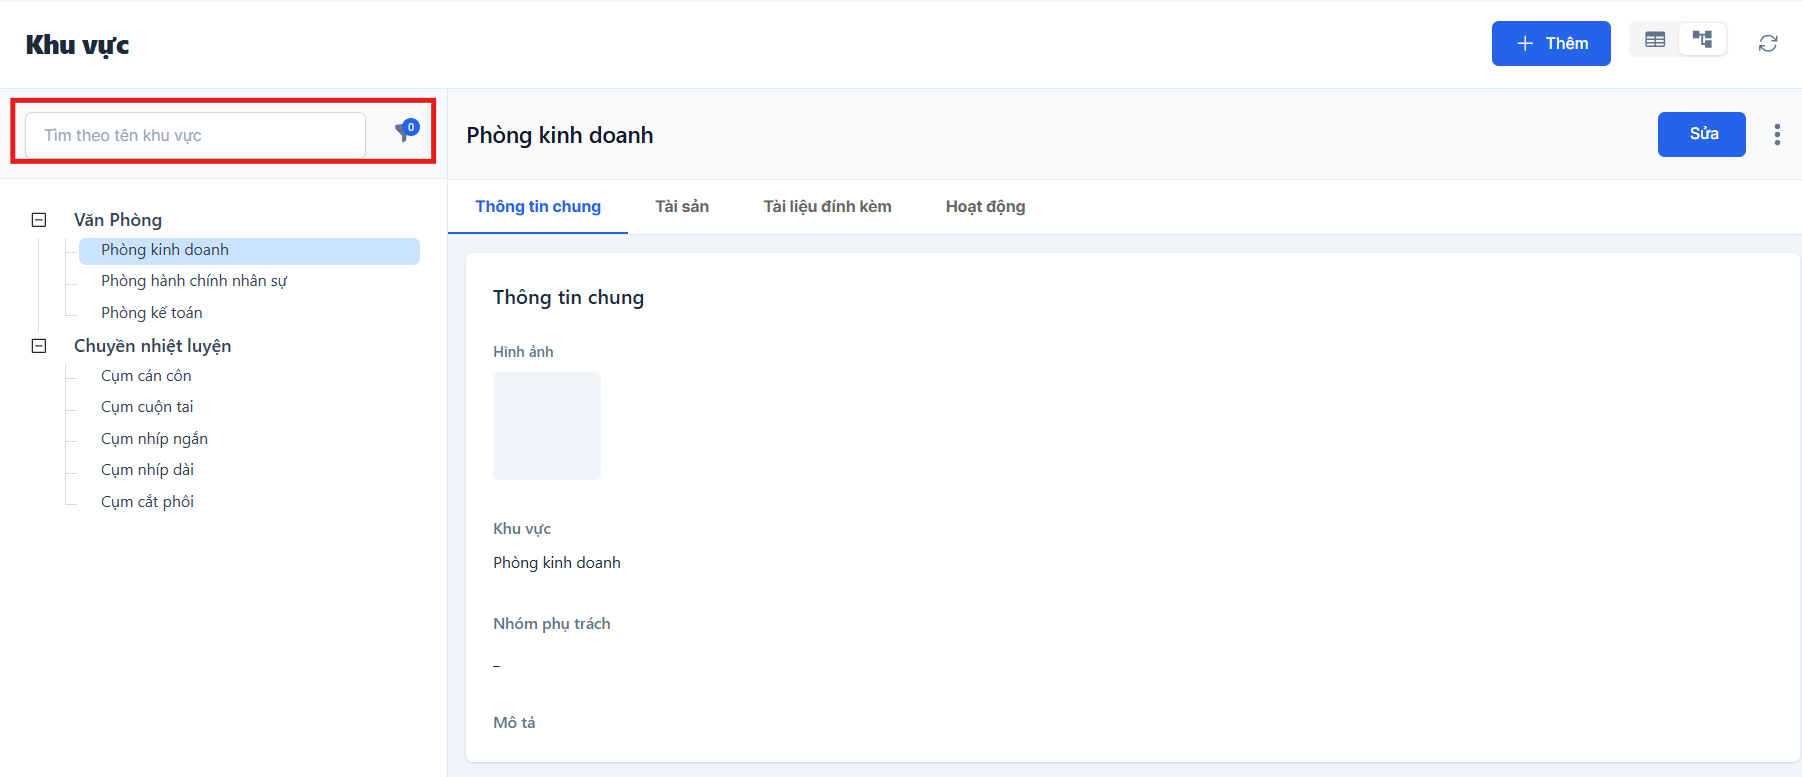 Khu vực
Thêm
Tìm theo tên khu vực
0
Phòng kinh doanh
Sửa
Văn Phòng
Phòng kinh doanh
Phòng hành chính nhân sự
Phòng kế toán
Chuyền nhiệt luyện
Cụm cán côn
Cụm cuộn tai
Cụm nhíp ngắn
Cụm nhíp dài
Cụm cắt phôi
Thông tin chung
Tài sản
Tài liệu đính kèm
Hoạt động
Thông tin chung
Hình ảnh
Khu vực
Phòng kinh doanh
Nhóm phụ trách
–
Mô tả